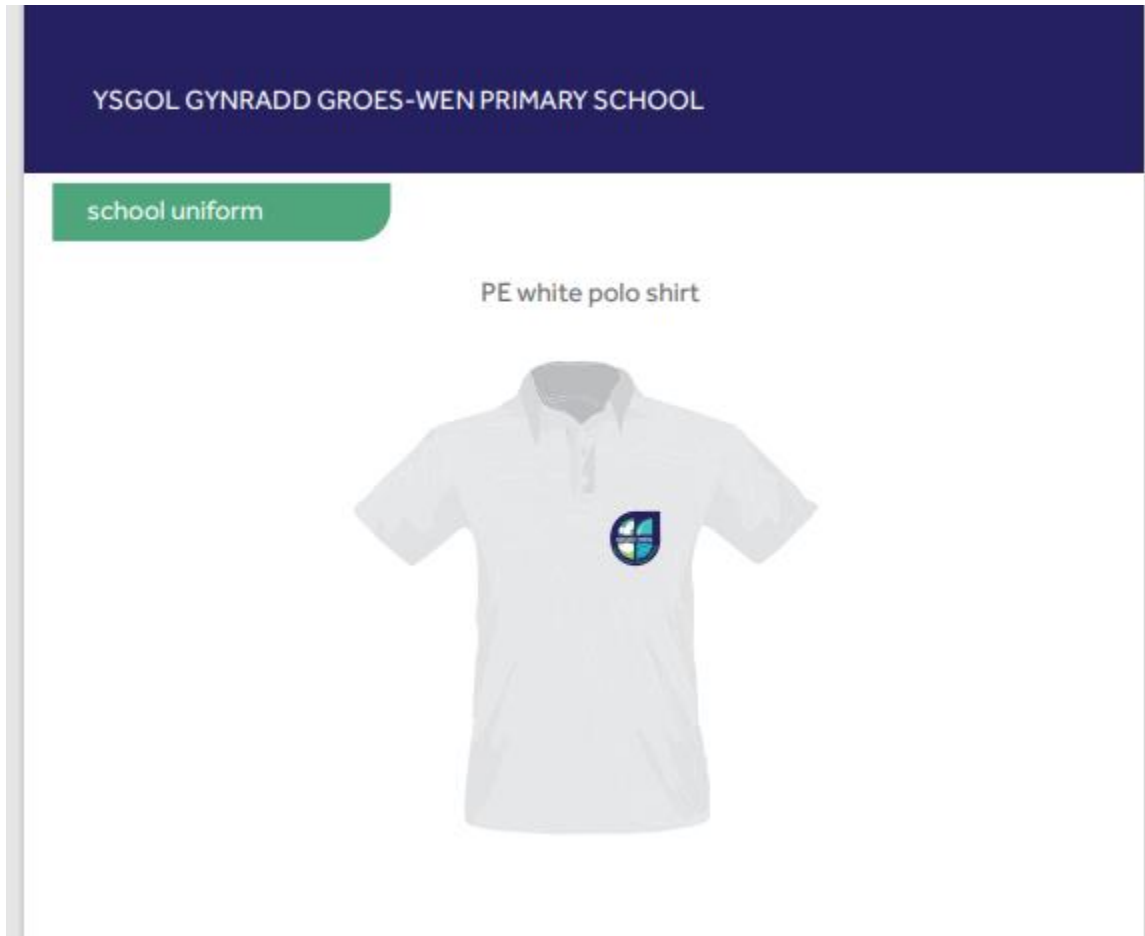 YSGOL GYNRADD GROES-WEN PRIMARY SCHOOL
school uniform
PE white polo shirt